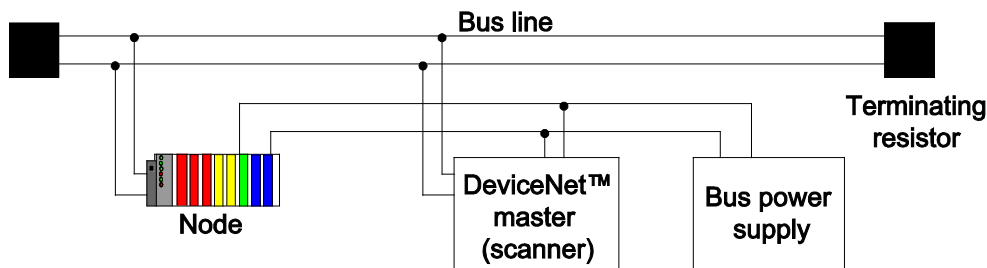 Bus line
Terminating
resistor
Node
DeviceNet™
master
(scanner)
Bus power
supply